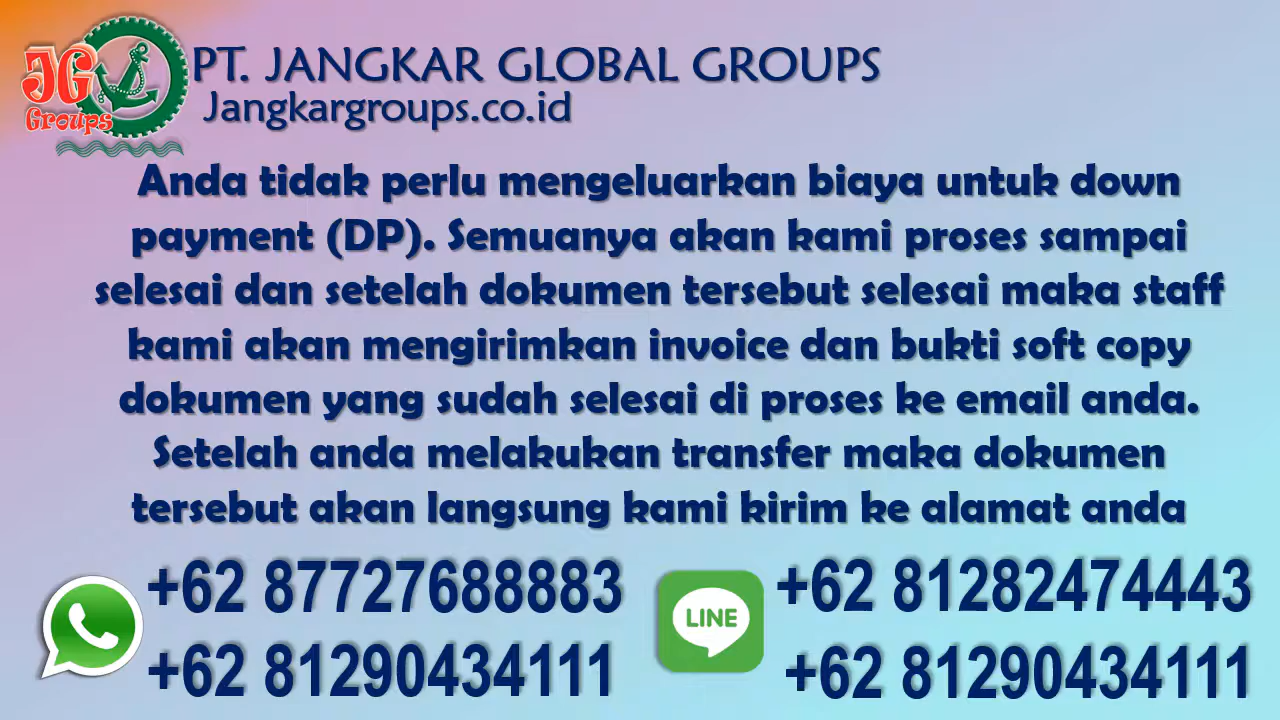 JG
Groups
PT. JANGKAR GLOBAL GROUPS
Jangkargroups.co.id
Anda tidak perlu mengeluarkan biaya untuk down
payment (DP). Semuanya akan kami proses sampai
selesai dan setelah dokumen tersebut selesai maka staff
kami akan mengirimkan invoice dan bukti soft copy
dokumen yang sudah selesai di proses ke email anda.
Setelah anda melakukan transfer maka dokumen
tersebut akan langsung kami kirim ke alamat anda
+62 87727688883
+62 81290434111
LINE
+62 81282474443
+62 81290434111